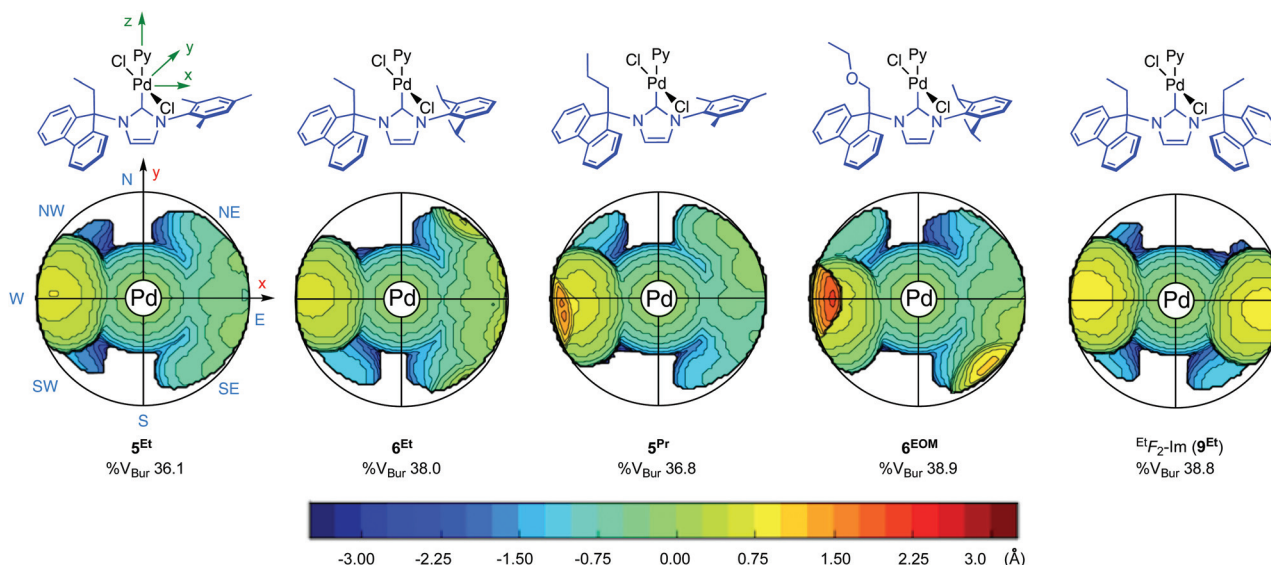 z
Py
y
Cl
Pd
x
Cl
N
N
Py
Cl
Pd
Cl
N
N
Py
Cl
Pd
Cl
N
N
O
Py
Cl
Pd
Cl
N
N
Py
Cl
Pd
Cl
N
N
N
y
NW
NE
W
Pd
x
E
SW
SE
S
Pd
Pd
Pd
Pd
5Et
%VBur 36.1
6Et
%VBur 38.0
5Pr
%VBur 36.8
6EOM
%VBur 38.9
EtF2-Im (9Et)
%VBur 38.8
-3.00 -2.25 -1.50 -0.75 0.00 0.75 1.50 2.25 3.0 (Å)